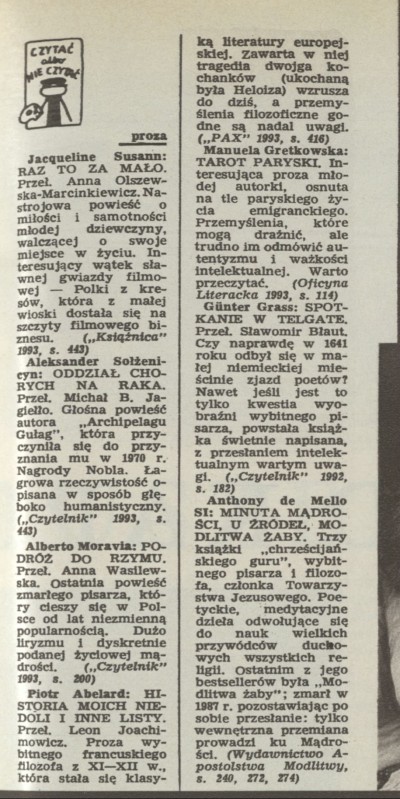 CZYTAĆ
albo
NIE CZYTAĆ
proza
Jacqueline Susann:
RAZ TO ZA MAŁO.
Przeł. Anna Olszew-
ska-Marcinkiewicz. Na-
strojowa powieść o
miłości i samotności
młodej dziewczyny,
walczącej o swoje
miejsce w życiu. In-
teresujący wątek sła-
wnej gwiazdy filmo-
wej — Polki z kre-
sów, która z małej
wioski dostała się na
szczyty filmowego bi-
znesu. („Książnica"
1993, s. 443)
Aleksander Sołżeni-
cyn: ODDZIAŁ CHO-
RYCH NA RAKA.
Przeł. Michał B. Ja-
giełło. Głośna powieść
autora „Archipelagu
Gułag", która przy-
czyniła się do przy-
znania mu w 1970 r.
Nagrody Nobla. Ła-
growa rzeczywistość o-
pisana w sposób głę-
boko humanistyczny.
(„Czytelnik" 1993, s.
443)
Alberto Moravia: PO-
DRÓŻ DO RZYMU.
Przeł. Anna Wasilew-
ska. Ostatnia powieść
zmarłego pisarza, któ-
ry cieszy się w Pol-
sce od lat niezmienną
popularnością. Dużo
liryzmu i dyskretnie
podanej życiowej mą-
drości. („Czytelnik"
1993, s. 200)
Piotr Abelard: HI-
STORIA MOICH NIE-
DOLI I INNE LISTY.
Przeł. Leon Joachi-
mowicz. Proza wy-
bitnego francuskiego
filozofa z XI—XII w.,
która stała się klasy-
ką literatury europej-
skiej. Zawarta w niej
tragedia dwojga ko-
chanków (ukochaną
była Heloiza) wzrusza
do dziś, a przemy-
ślenia filozoficzne go-
dne są nadal uwagi.
(„PAX" 1993, s. 416)
Manuela Gretkowska:
TAROT PARYSKI. In-
teresująca proza mło-
dej autorki, osnuta
na tle paryskiego ży-
cia emigranckiego.
Przemyślenia, które
mogą drażnić, ale
trudno im odmówić au-
tentyzmu i ważkości
intelektualnej. Warto
przeczytać. (Oficyna
Literacka 1993, s. 114)
Günter Grass: SPOT-
KANIE W TELGATE.
Przeł. Sławomir Błaut.
Czy naprawdę w 1641
roku odbył się w ma-
łej niemieckiej mie-
ścinie zjazd poetów?
Nawet jeśli jest to
tylko kwestia wyo-
braźni wybitnego pi-
sarza, powstała książ-
ka świetnie napisana,
z przesłaniem intelek-
tualnym wartym uwa-
gi. („Czytelnik" 1992,
s. 182)
Anthony de Mello
SI: MINUTA MĄDRO-
ŚCI, U ŹRÓDEŁ, MO-
DLITWA ŻABY. Trzy
książki „chrześcijań-
skiego guru", wybit-
nego pisarza i filozo-
fa, członka Towarzy-
stwa Jezusowego. Poe-
tyckie, medytacyjne
dzieła odwołujące się
do nauk wielkich
przywódców ducho-
wych wszystkich re-
ligii. Ostatnim z jego
bestsellerów była „Mo-
dlitwa żaby"; zmarł w
1987 r. pozostawiając po
sobie przesłanie: tylko
wewnętrzna przemiana
prowadzi ku Mądro-
ści. (Wydawnictwo A-
postolstwa Modlitwy,
s. 240, 272, 274)